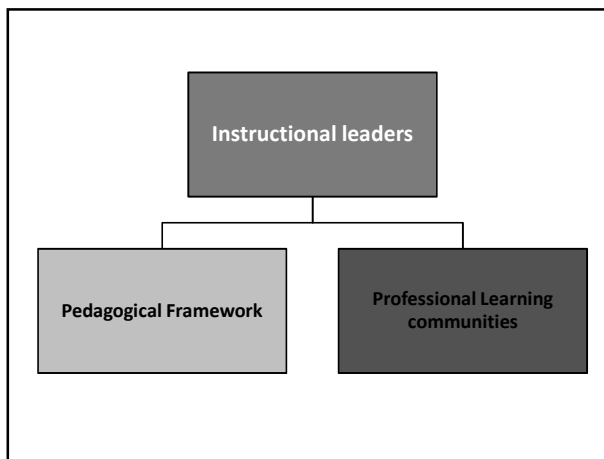 Instructional leaders
Pedagogical Framework
Professional Learning
communities